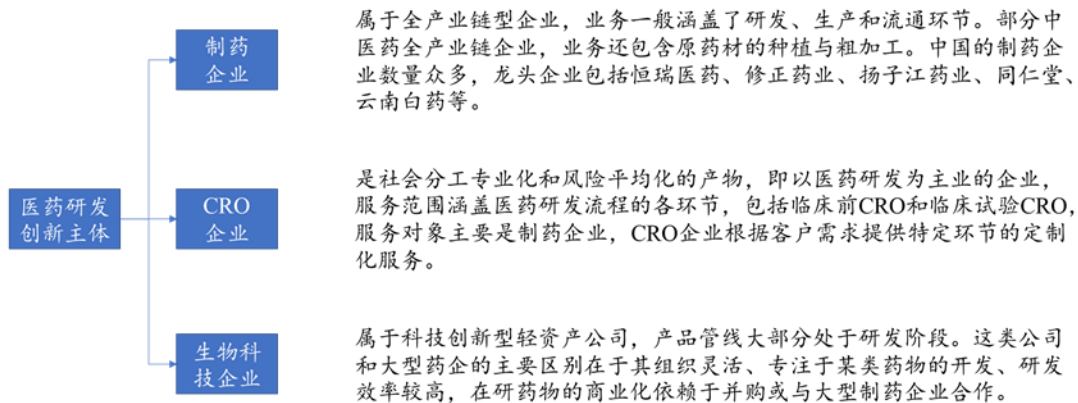 制药
企业
属于全产业链型企业，业务一般涵盖了研发、生产和流通环节。部分中
医药全产业链企业，业务还包含原药材的种植与粗加工。中国的制药企
业数量众多，龙头企业包括恒瑞医药、修正药业、扬子江药业、同仁堂、
云南白药等。
医药研发
创新主体
CRO
企业
是社会分工专业化和风险平均化的产物，即以医药研发为主业的企业，
服务范围涵盖医药研发流程的各环节，包括临床前CRO和临床试验CRO，
服务对象主要是制药企业，CRO企业根据客户需求提供特定环节的定制
化服务。
生物科
技企业
属于科技创新型轻资产公司，产品管线大部分处于研发阶段。这类公司
和大型药企的主要区别在于其组织灵活、专注于某类药物的开发、研发
效率较高，在研药物的商业化依赖于并购或与大型制药企业合作。